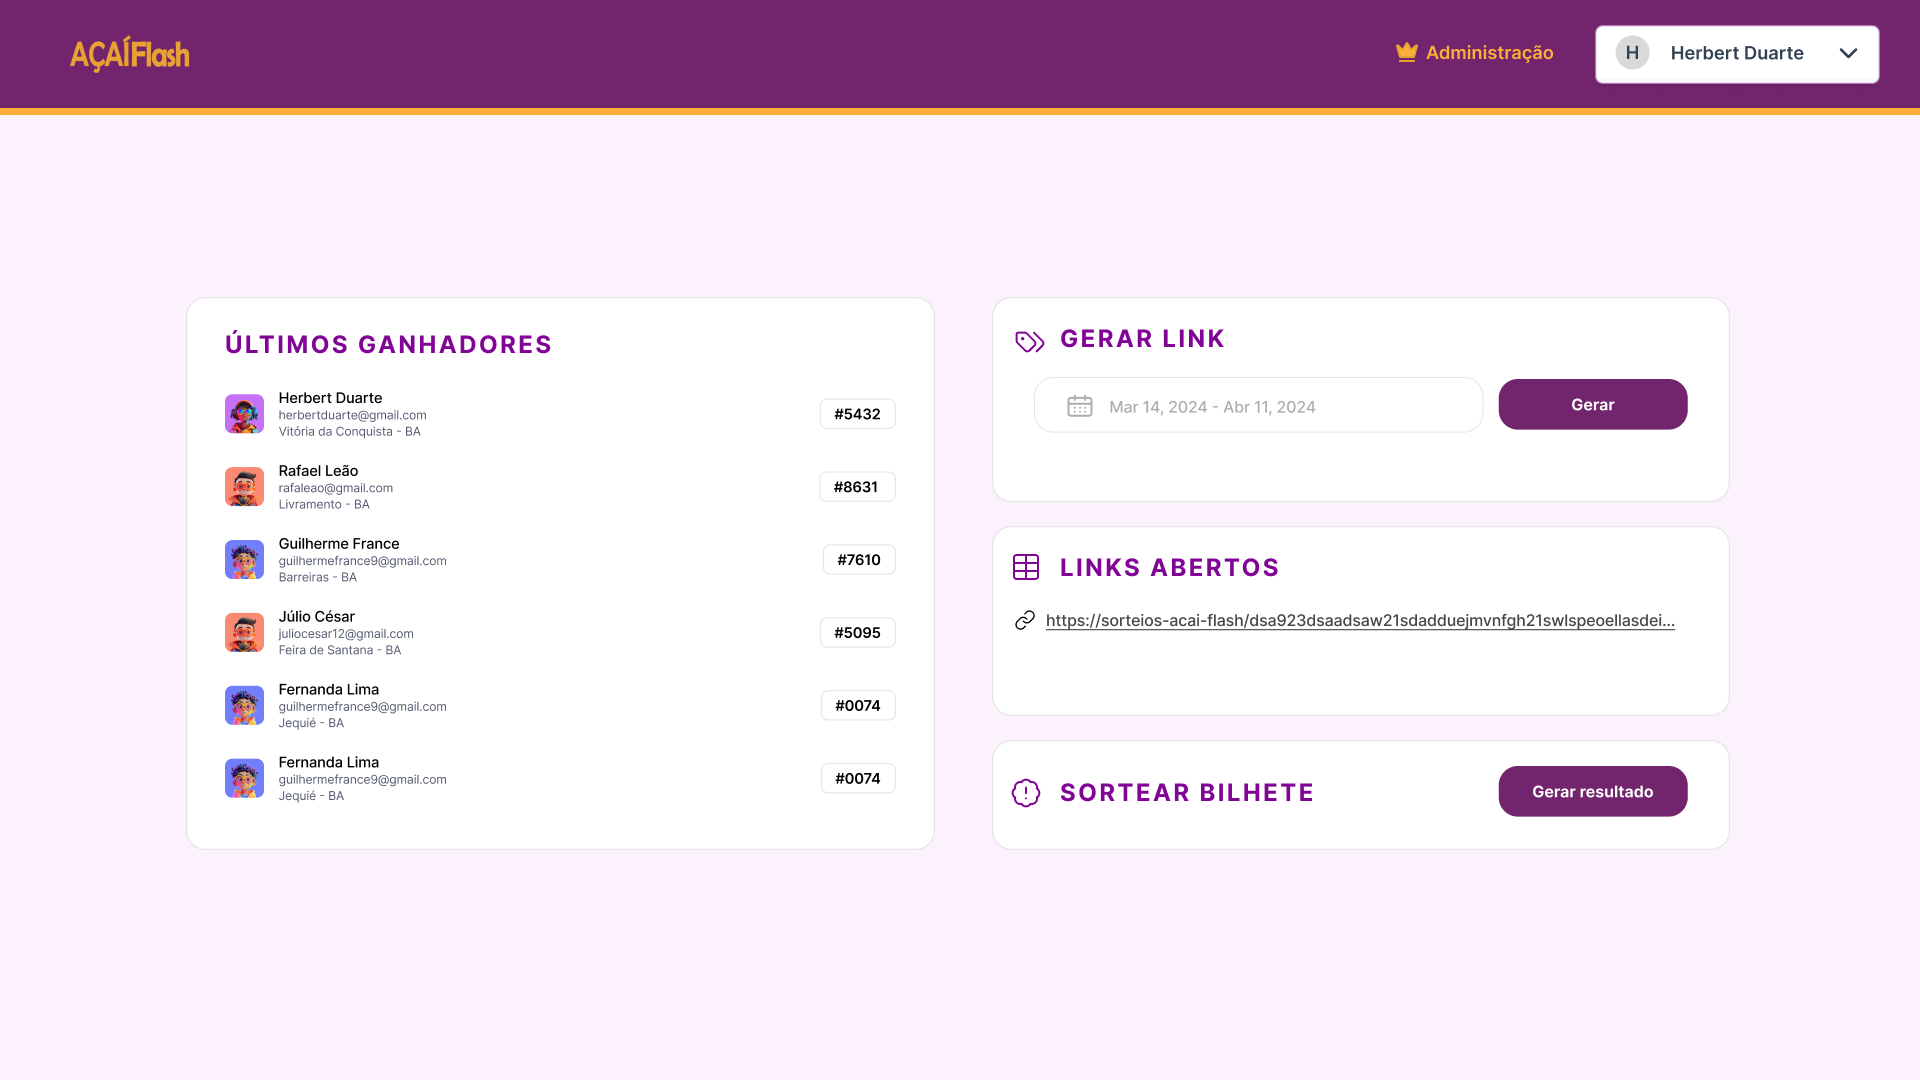 AÇAÍFlash
Administração
H
Herbert Duarte
ÚLTIMOS GANHADORES
Herbert Duarte
herbertduarte@gmail.com
Vitória da Conquista - BA
#5432
Rafael Leão
rafaleao@gmail.com
Livramento - BA
#8631
Guilherme France
guilhermefrance9@gmail.com
Barreiras - BA
#7610
Júlio César
juliocesar12@gmail.com
Feira de Santana - BA
#5095
Fernanda Lima
guilhermefrance9@gmail.com
Jequié - BA
#0074
Fernanda Lima
guilhermefrance9@gmail.com
Jequié - BA
#0074
GERAR LINK
Mar 14, 2024 - Abr 11, 2024
Gerar
LINKS ABERTOS
https://sorteios-acai-flash/dsa923dsaadsaw21sdadduejmvnfgh21swlspeoellasdei...
SORTEAR BILHETE
Gerar resultado